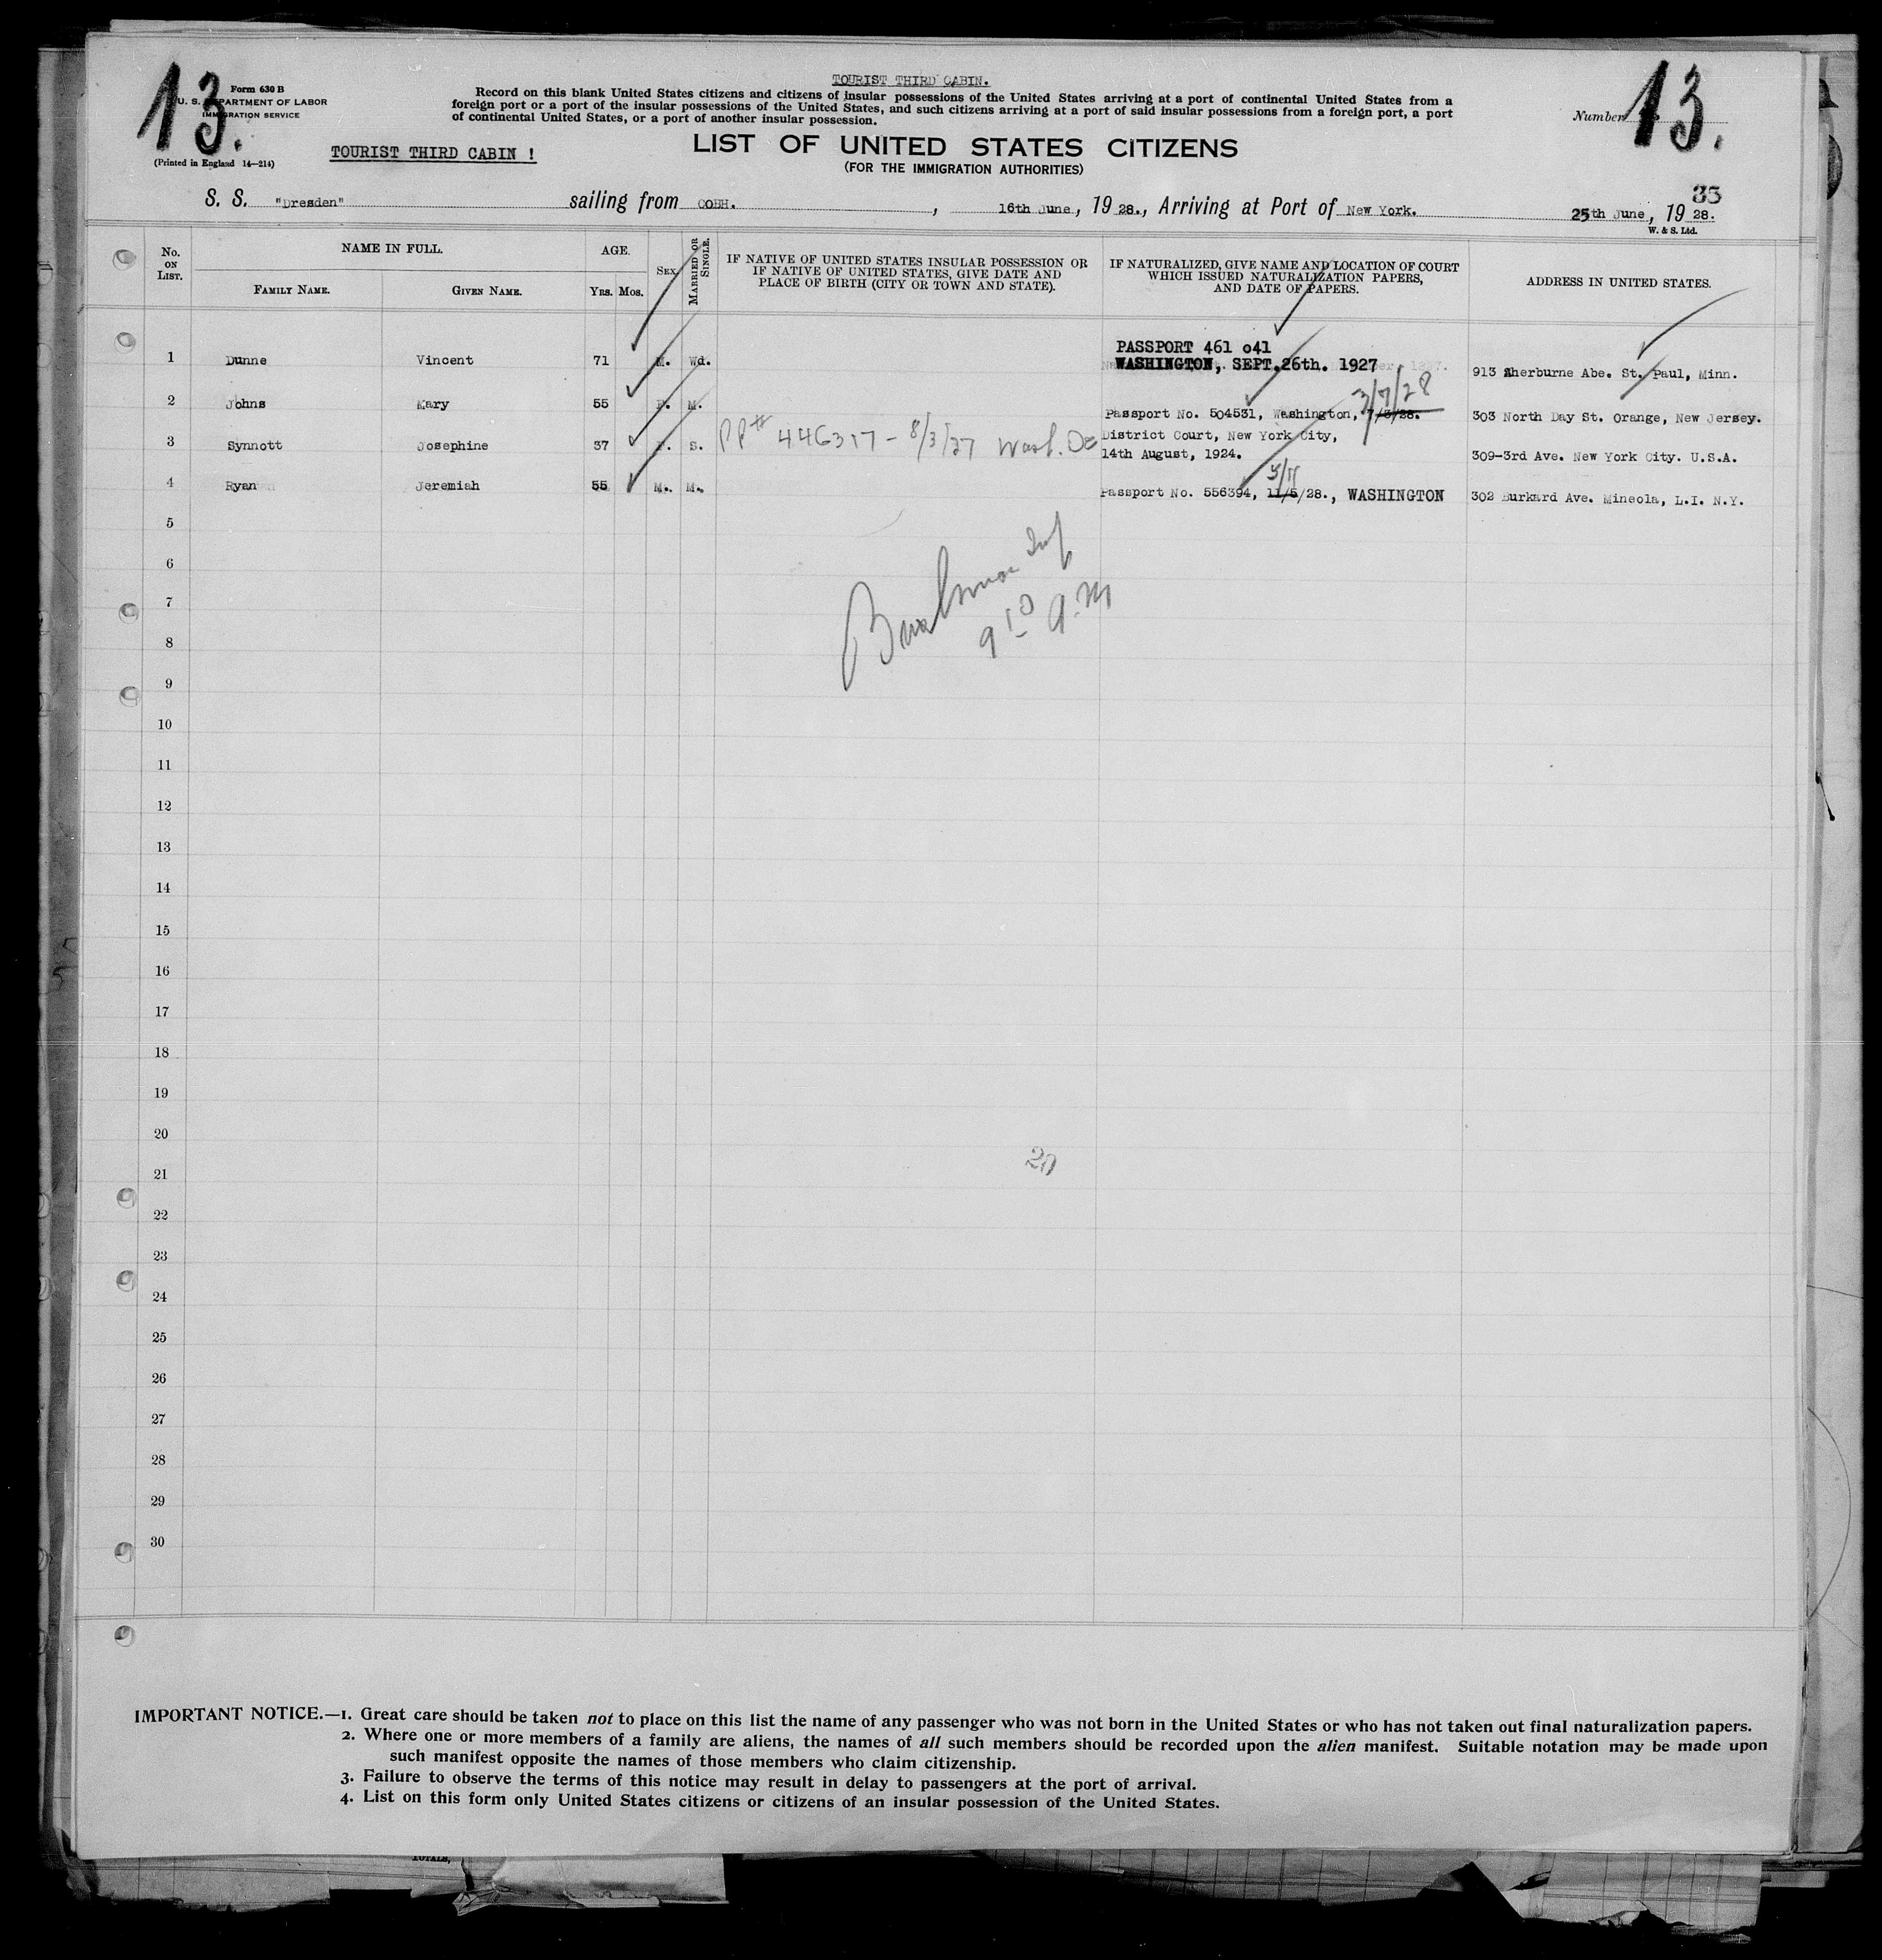 13.
Form 630 B
U. S. DEPARTMENT OF LABOR
IMMIGRATION SERVICE
(Printed in England 14—214)
TOURIST THIRD CABIN.
Record on this blank United States citizens and citizens of insular possessions of the United States arriving at a port of continental United States from a
foreign port or a port of the insular possessions of the United States, and such citizens arriving at a port of said insular possessions from a foreign port, a port
of continental United States, or a port of another insular possession.
Number 13.
TOURIST THIRD CABIN !
LIST OF UNITED STATES CITIZENS
(FOR THE IMMIGRATION AUTHORITIES)
S. S. "Dresden" sailing from COBH. , 16th June, 19 28., Arriving at Port of New York. 25th June, 19 28.
W. & S. Ltd.
No. ON LIST.
NAME IN FULL.
FAMILY NAME.
GIVEN NAME.
AGE.
YRS.
MOS.
SEX
MARRIED OR SINGLE.
IF NATIVE OF UNITED STATES INSULAR POSSESSION OR
IF NATIVE OF UNITED STATES, GIVE DATE AND
PLACE OF BIRTH (CITY OR TOWN AND STATE).
IF NATURALIZED, GIVE NAME AND LOCATION OF COURT
WHICH ISSUED NATURALIZATION PAPERS,
AND DATE OF PAPERS.
ADDRESS IN UNITED STATES.
PASSPORT 461 041
1 Dunne Vincent 71 M. Wd. WASHINGTON, SEPT.26th. 1927 913 Sherburne Abe. St. Paul, Minn.
3/7/28
2 Johns Mary 55 F. M. Passport No. 504531, Washington, 7/3/28. 303 North Day St. Orange, New Jersey.
3 Synnott Josephine 37 F. S. PP# 446317 - 8/3/27 Wash. DC District Court, New York City,
14th August, 1924. 309-3rd Ave. New York City. U.S.A.
5/11
4 Ryan Jeremiah 55 M. M. Passport No. 556394, 11/5/28., WASHINGTON 302 Burkard Ave. Mineola, L.I. N.Y.
5
6
7
9 10 A.M
8
9
10
11
12
13
14
15
16
17
18
19
20
20
21
22
23
24
25
26
27
28
29
30
IMPORTANT NOTICE.—1. Great care should be taken not to place on this list the name of any passenger who was not born in the United States or who has not taken out final naturalization papers.
2. Where one or more members of a family are aliens, the names of all such members should be recorded upon the alien manifest. Suitable notation may be made upon
such manifest opposite the names of those members who claim citizenship.
3. Failure to observe the terms of this notice may result in delay to passengers at the port of arrival.
4. List on this form only United States citizens or citizens of an insular possession of the United States.
TOTALS,